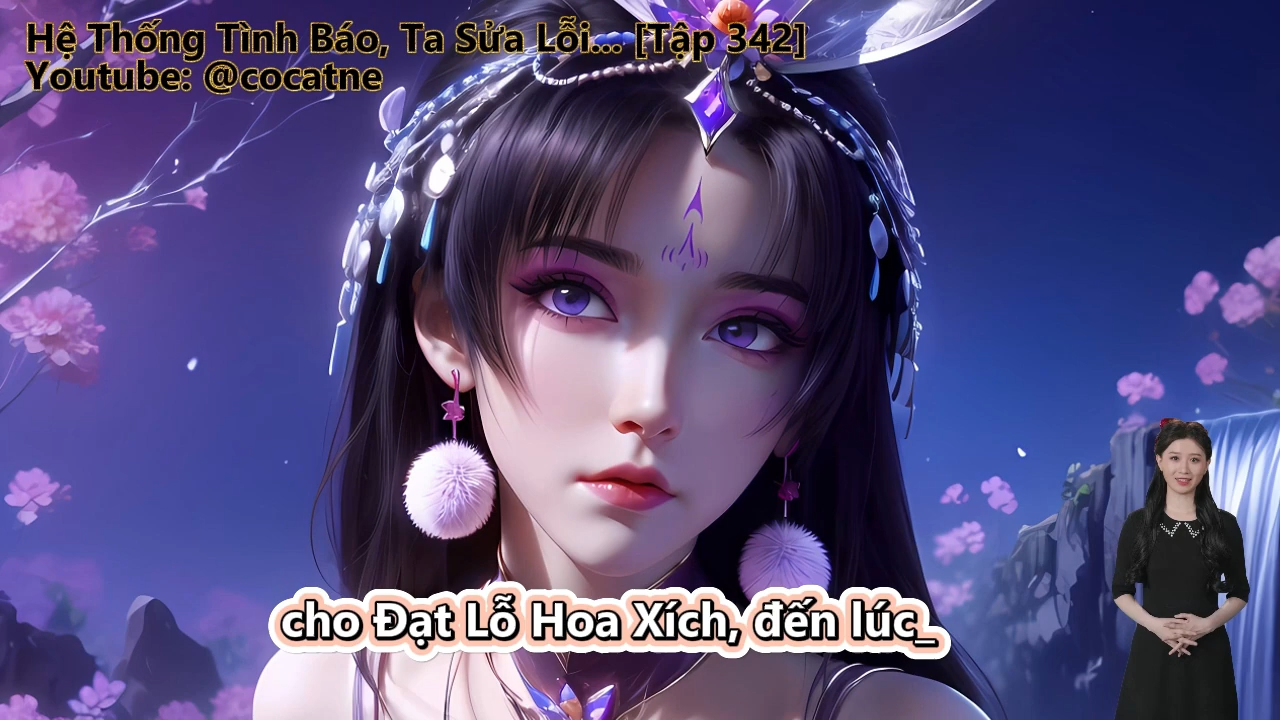 Hệ Thống Tình Báo, Ta Sửa Lỗi... [Tập 342]
Youtube: @cocatne
cho Đạt Lỗ Hoa Xích, đến lúc_